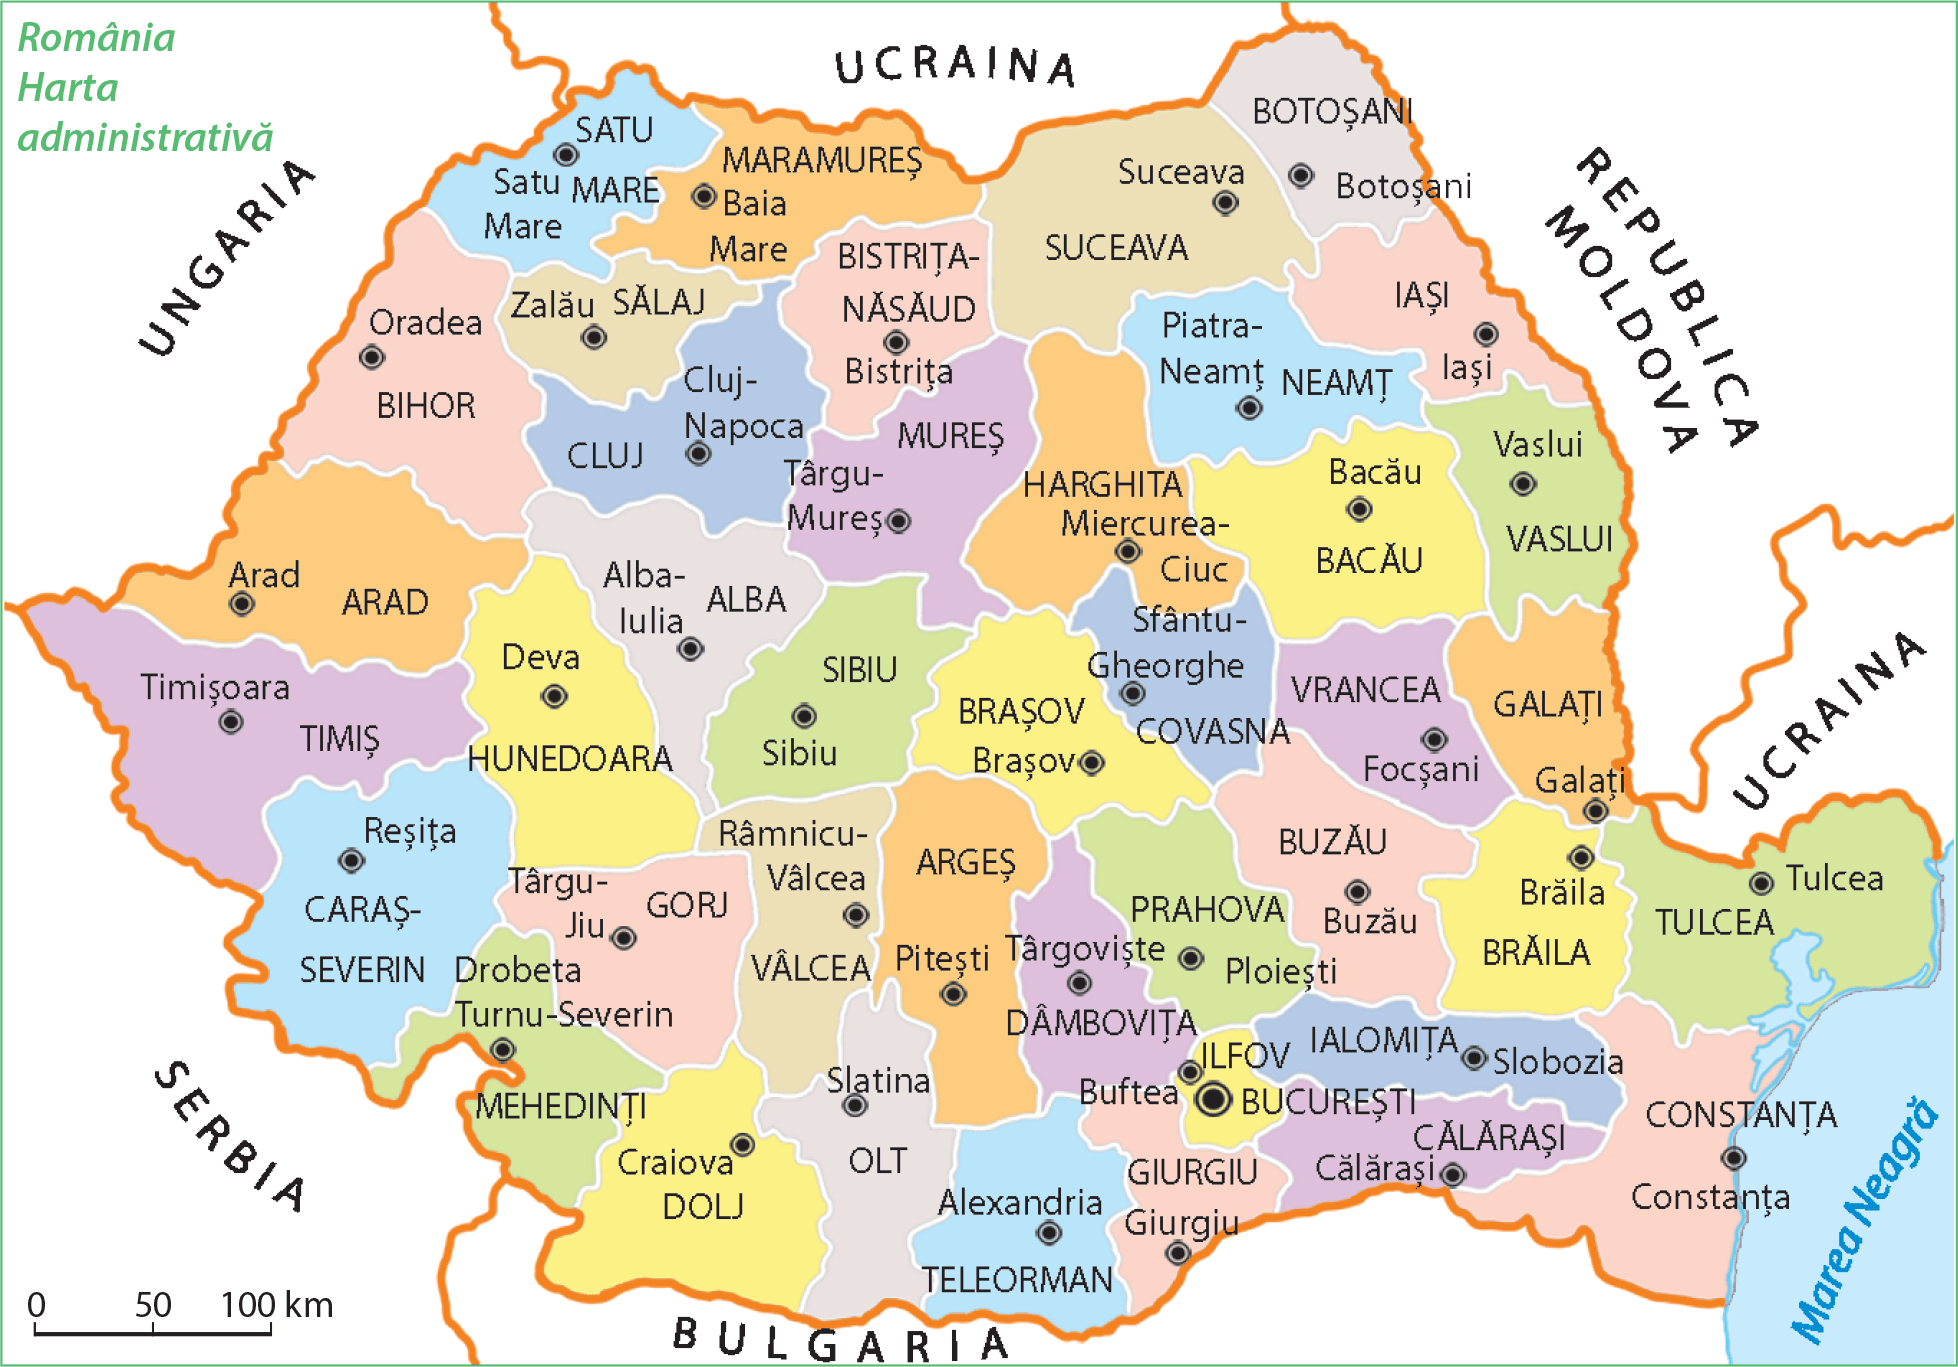 România
Harta
administrativă
UCRAINA
UNGARIA
REPUBLICA
MOLDOVA
UCRAINA
SERBIA
BULGARIA
Marea Neagră
SATU
MARE
Satu
Mare
MARAMUREȘ
Baia
Mare
SUCEAVA
Suceava
BOTOȘANI
Botoșani
BISTRIȚA-
NĂSĂUD
Bistrița
Zalău
SĂLAJ
Oradea
BIHOR
Cluj-
Napoca
CLUJ
MUREȘ
Târgu-
Mureș
Piatra-
Neamț
NEAMȚ
IAȘI
Iași
HARGHITA
Miercurea-
Ciuc
Bacău
BACĂU
Vaslui
VASLUI
Arad
ARAD
Timișoara
TIMIȘ
Deva
HUNEDOARA
Alba-
Iulia
ALBA
SIBIU
Sibiu
BRAȘOV
Brașov
Sfântu-
Gheorghe
COVASNA
VRANCEA
Focșani
GALAȚI
Galați
Reșița
CARAȘ-
SEVERIN
Târgu-
Jiu
GORJ
Râmnicu-
Vâlcea
VÂLCEA
ARGEȘ
Pitești
Târgoviște
DÂMBOVIȚA
PRAHOVA
Ploiești
BUZĂU
Buzău
Brăila
BRĂILA
Tulcea
TULCEA
Drobeta
Turnu-Severin
MEHEDINȚI
Craiova
DOLJ
Slatina
OLT
Alexandria
TELEORMAN
ILFOV
Buftea
BUCUREȘTI
GIURGIU
Giurgiu
IALOMIȚA
Slobozia
CĂLĂRAȘI
Călărași
CONSTANȚA
Constanța
0 50 100 km